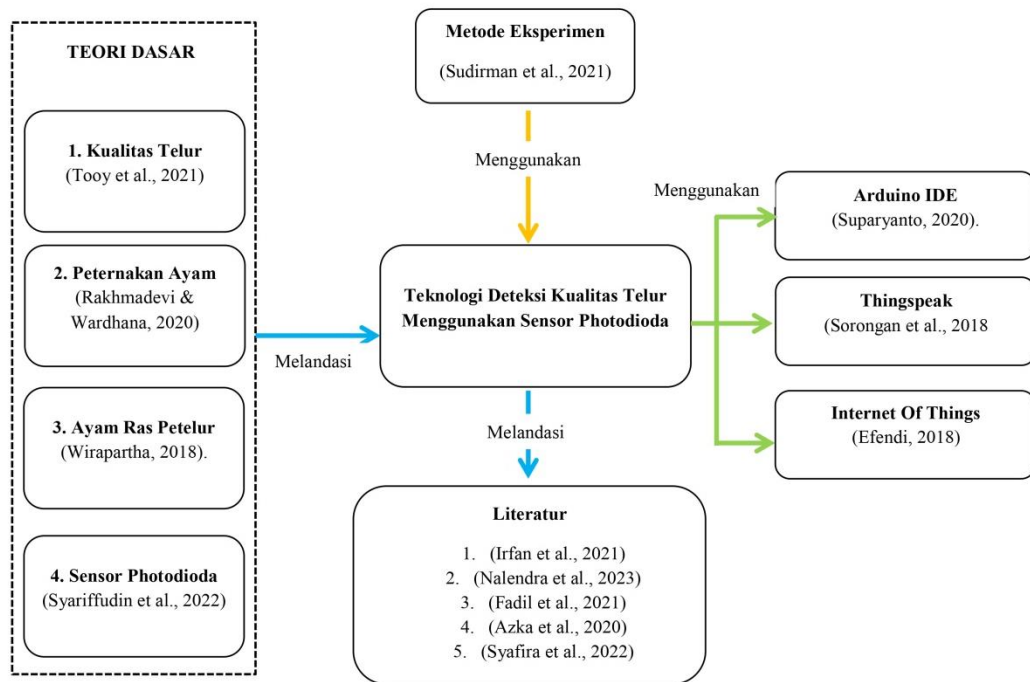 TEORI DASAR
1. Kualitas Telur
(Tooy et al., 2021)
2. Peternakan Ayam
(Rakhmadevi &
Wardhana, 2020)
3. Ayam Ras Petelur
(Wirapartha, 2018).
4. Sensor Photodioda
(Syariffudin et al., 2022)
Melandasi
Metode Eksperimen
(Sudirman et al., 2021)
Menggunakan
Teknologi Deteksi Kualitas Telur
Menggunakan Sensor Photodioda
Melandasi
Literatur
1. (Irfan et al., 2021)
2. (Nalendra et al., 2023)
3. (Fadil et al., 2021)
4. (Azka et al., 2020)
5. (Syafira et al., 2022)
Menggunakan
Arduino IDE
(Suparyanto, 2020).
Thingspeak
(Sorongan et al., 2018
Internet Of Things
(Efendi, 2018)